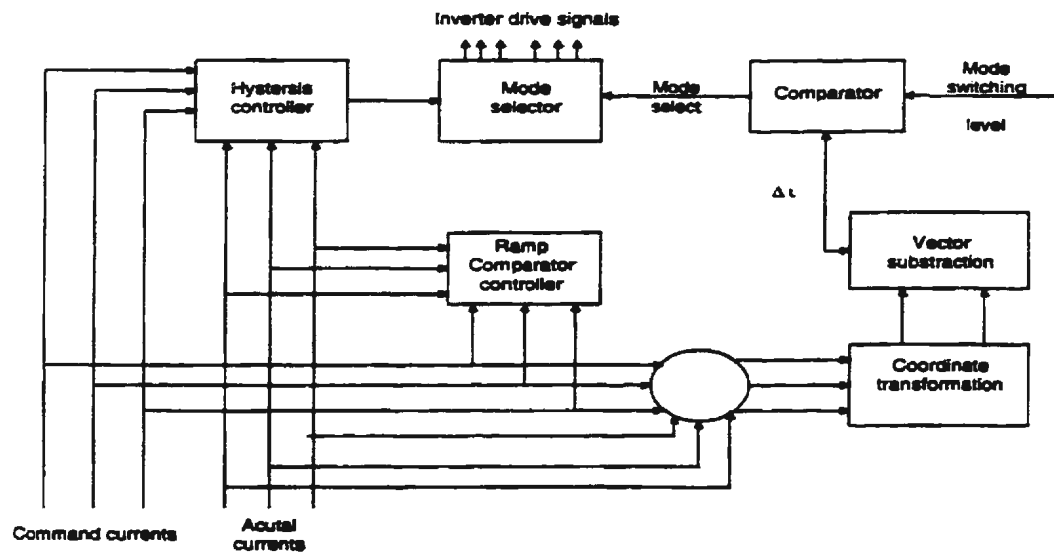 Inverter drive signals
Hystersis
controller
Mode
selector
Mode
select
Comparator
Mode
switching
level
Δι
Ramp
Comparator
controller
Vector
substraction
Coordinate
transformation
Command currents
Acutal
currents